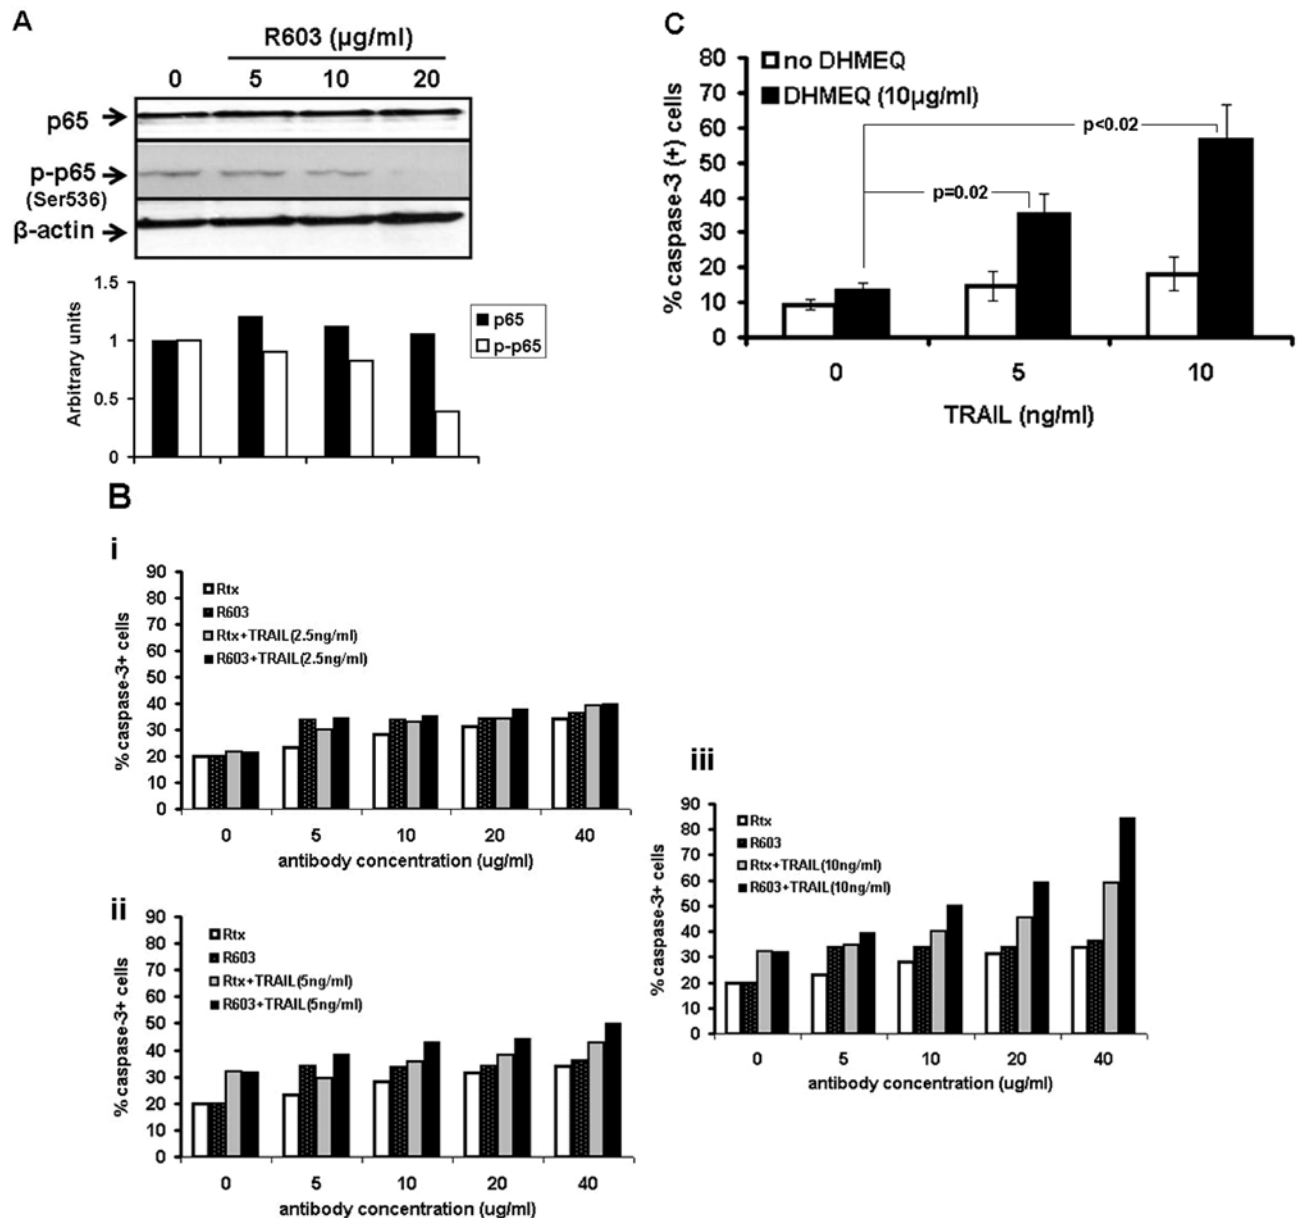 A
R603 (μg/ml)
0 5 10 20
p65
p-p65
(Ser536)
β-actin
1.5
1
0.5
0
Arbitrary units
p65
p-p65
C
80
70
60
50
40
30
20
10
0
% caspase-3 (+) cells
no DHMEQ
DHMEQ (10μg/ml)
p<0.02
p=0.02
0 5 10
TRAIL (ng/ml)
B
i
90
80
70
60
50
40
30
20
10
0
% caspase-3+ cells
Rtx
R603
Rtx+TRAIL(2.5ng/ml)
R603+TRAIL(2.5ng/ml)
0 5 10 20 40
antibody concentration (ug/ml)
ii
90
80
70
60
50
40
30
20
10
0
% caspase-3+ cells
Rtx
R603
Rtx+TRAIL(5ng/ml)
R603+TRAIL(5ng/ml)
0 5 10 20 40
antibody concentration (ug/ml)
iii
90
80
70
60
50
40
30
20
10
0
% caspase-3+ cells
Rtx
R603
Rtx+TRAIL(10ng/ml)
R603+TRAIL(10ng/ml)
0 5 10 20 40
antibody concentration (ug/ml)